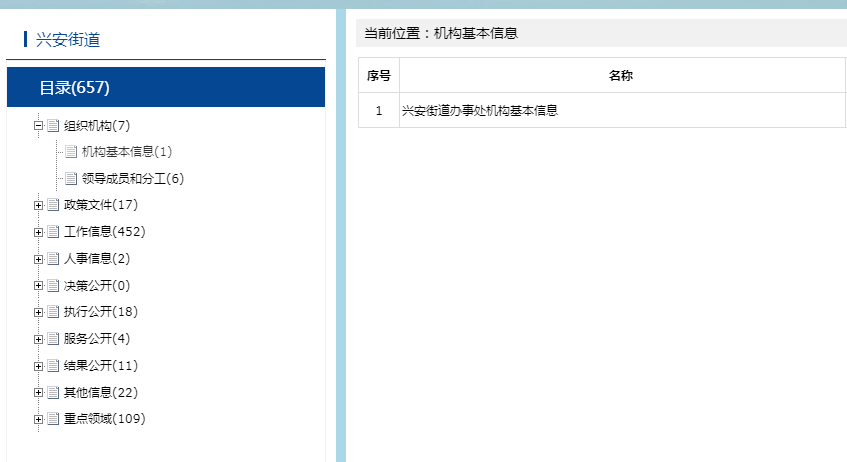 兴安街道
目录(657)
组织机构(7)
机构基本信息(1)
领导成员和分工(6)
政策文件(17)
工作信息(452)
人事信息(2)
决策公开(0)
执行公开(18)
服务公开(4)
结果公开(11)
其他信息(22)
重点领域(109)
当前位置：机构基本信息
序号 名称
1 兴安街道办事处机构基本信息